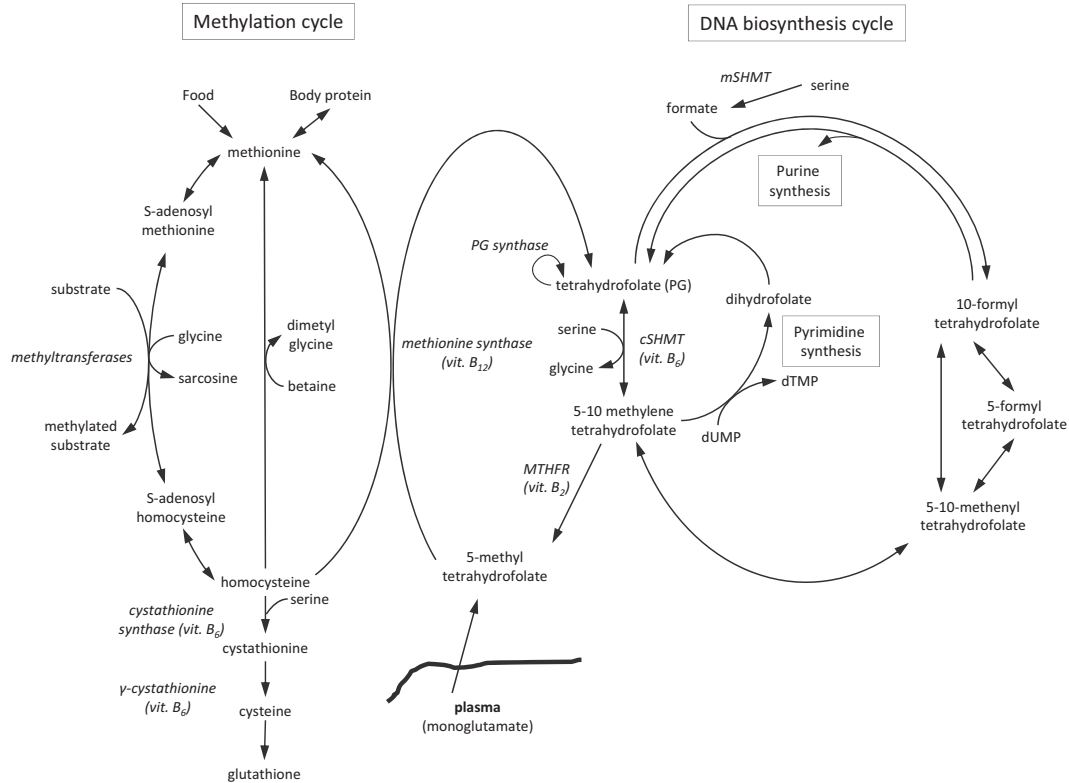 Methylation cycle
DNA biosynthesis cycle
Food
Body protein
methionine
S-adenosyl
methionine
substrate
glycine
methyltransferases
sarcosine
methylated
substrate
dimetyl
glycine
betaine
S-adenosyl
homocysteine
homocysteine
serine
cystathionine
synthase (vit. B6)
cystathionine
γ-cystathionine
(vit. B6)
cysteine
glutathione
methionine synthase
(vit. B12)
PG synthase
tetrahydrofolate (PG)
serine
glycine
cSHMT
(vit. B6)
5-10 methylene
tetrahydrofolate
MTHFR
(vit. B2)
5-methyl
tetrahydrofolate
plasma
(monoglutamate)
mSHMT
serine
formate
Purine
synthesis
dihydrofolate
Pyrimidine
synthesis
dTMP
dUMP
10-formyl
tetrahydrofolate
5-formyl
tetrahydrofolate
5-10-methenyl
tetrahydrofolate